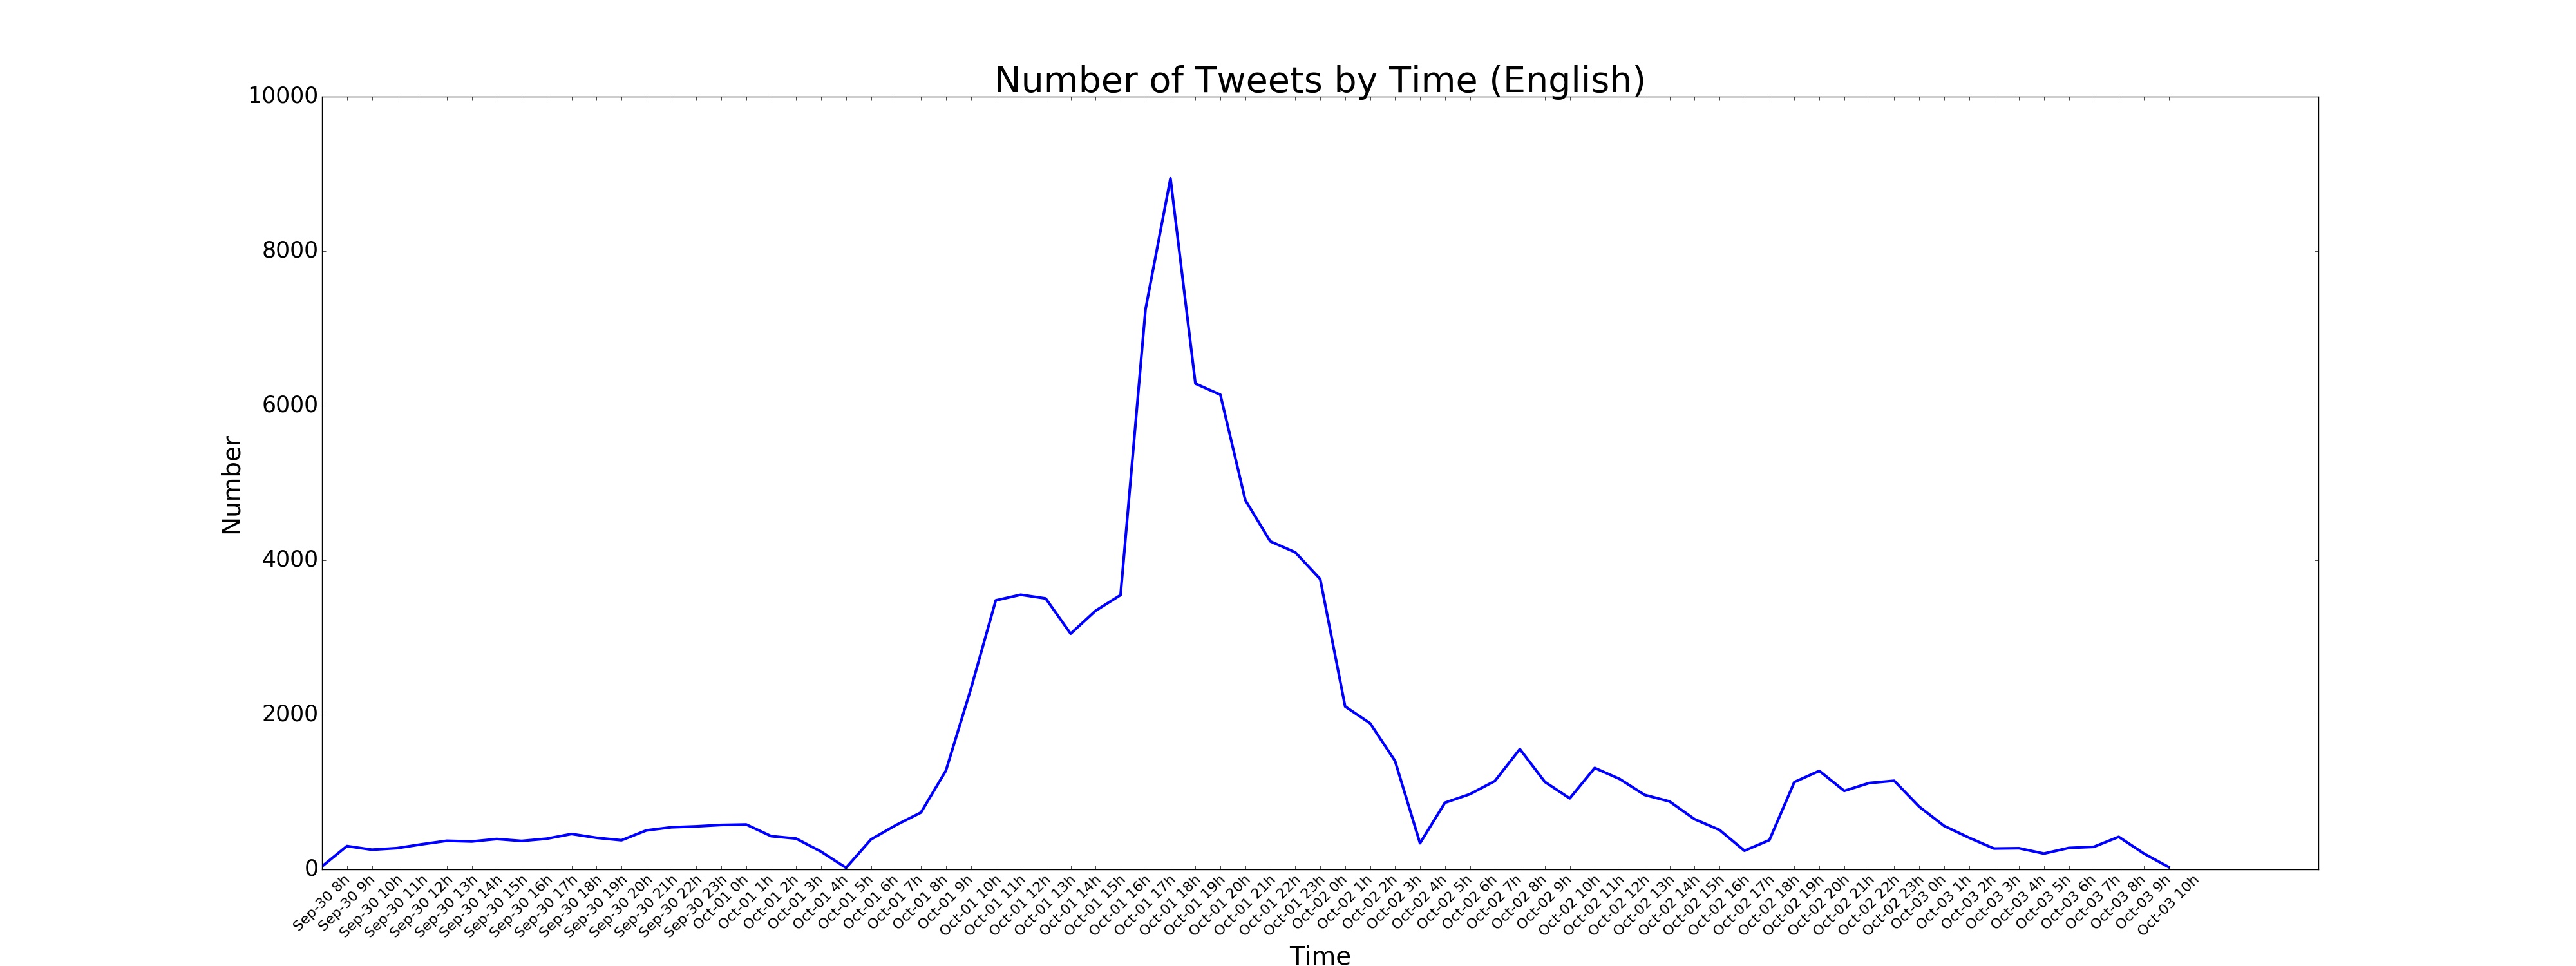 Number of Tweets by Time (English)
10000
8000
6000
4000
2000
0
Number
Sep-30 8h
Sep-30 9h
Sep-30 10h
Sep-30 11h
Sep-30 12h
Sep-30 13h
Sep-30 14h
Sep-30 15h
Sep-30 16h
Sep-30 17h
Sep-30 18h
Sep-30 19h
Sep-30 20h
Sep-30 21h
Sep-30 22h
Sep-30 23h
Oct-01 0h
Oct-01 1h
Oct-01 2h
Oct-01 3h
Oct-01 4h
Oct-01 5h
Oct-01 6h
Oct-01 7h
Oct-01 8h
Oct-01 9h
Oct-01 10h
Oct-01 11h
Oct-01 12h
Oct-01 13h
Oct-01 14h
Oct-01 15h
Oct-01 16h
Oct-01 17h
Oct-01 18h
Oct-01 19h
Oct-01 20h
Oct-01 21h
Oct-01 22h
Oct-01 23h
Oct-02 0h
Oct-02 1h
Oct-02 2h
Oct-02 3h
Oct-02 4h
Oct-02 5h
Oct-02 6h
Oct-02 7h
Oct-02 8h
Oct-02 9h
Oct-02 10h
Oct-02 11h
Oct-02 12h
Oct-02 13h
Oct-02 14h
Oct-02 15h
Oct-02 16h
Oct-02 17h
Oct-02 18h
Oct-02 19h
Oct-02 20h
Oct-02 21h
Oct-02 22h
Oct-02 23h
Oct-03 0h
Oct-03 1h
Oct-03 2h
Oct-03 3h
Oct-03 4h
Oct-03 5h
Oct-03 6h
Oct-03 7h
Oct-03 8h
Oct-03 9h
Oct-03 10h
Time